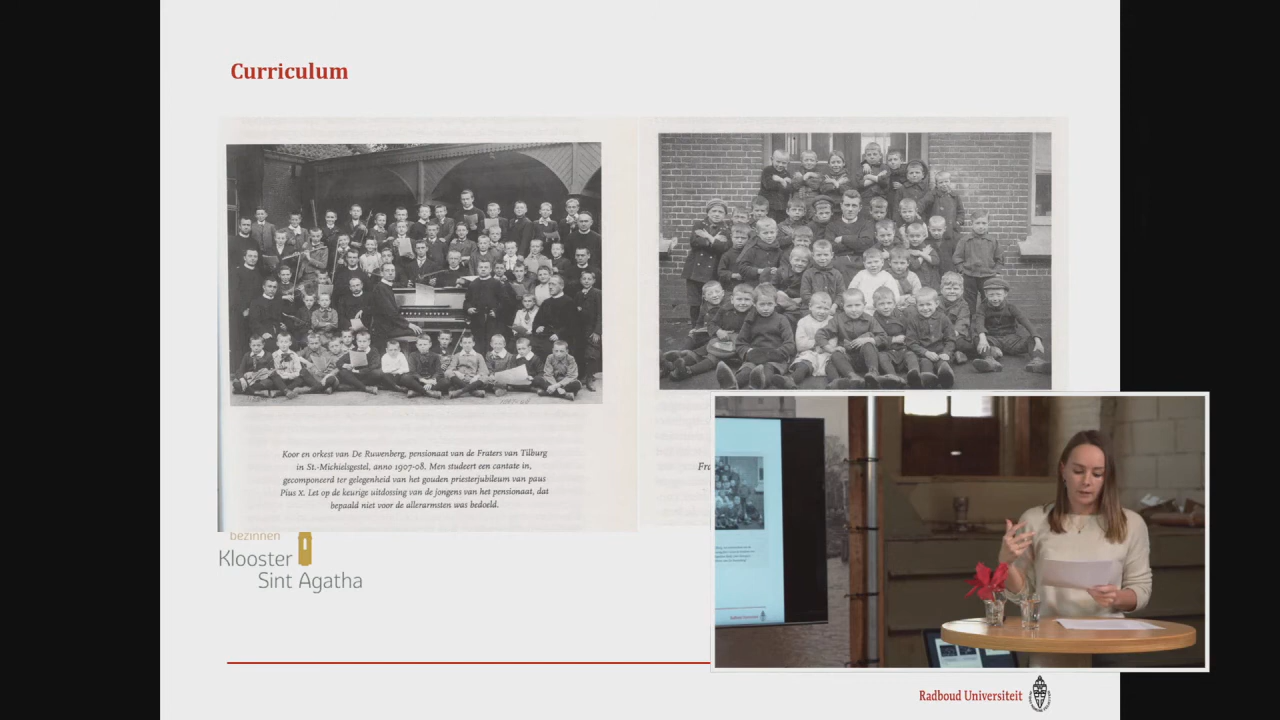 Curriculum
Koor en orkest van De Ruwenberg, pensionaat van de Fraters van Tilburg
in St.-Michielsgestel, anno 1907-08. Men studeert een cantate in,
gecomponeerd ter gelegenheid van het gouden priesterjubileum van paus
Pius X. Let op de keurige uitdossing van de jongens van het pensionaat, dat
bepaald niet voor de allerarmsten was bedoeld.
Fra
bezinnen
Klooster
Sint Agatha
Radboud Universiteit